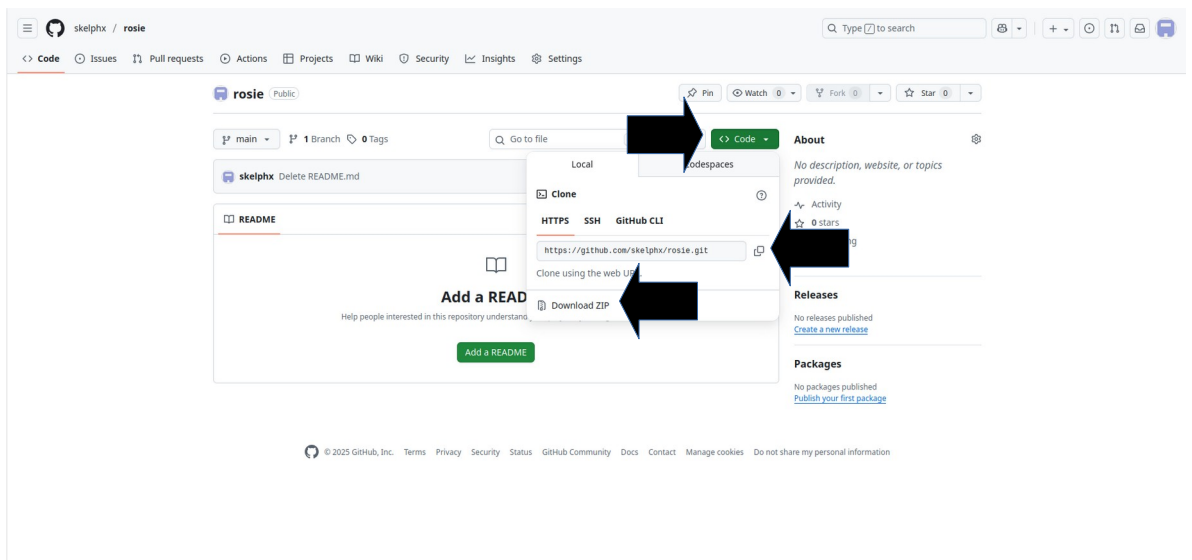 skelphx / rosie
Type / to search
Code Issues Pull requests Actions Projects Wiki Security Insights Settings
rosie Public
Pin Watch 0 Fork 0 Star 0
main 1 Branch 0 Tags
Go to file
Code
About
No description, website, or topics
provided.
Activity
0 stars
skelphx Delete README.md
Local
Clone
HTTPS SSH GitHub CLI
https://github.com/skelphx/rosie.git
Clone using the web
Download ZIP
README
Add a
Help people interested in this repository
Add a README
Releases
No releases published
Create a new release
Packages
No packages published
Publish your first package
© 2025 GitHub, Inc. Terms Privacy Security Status GitHub Community Docs Contact Manage cookies Do not share my personal information